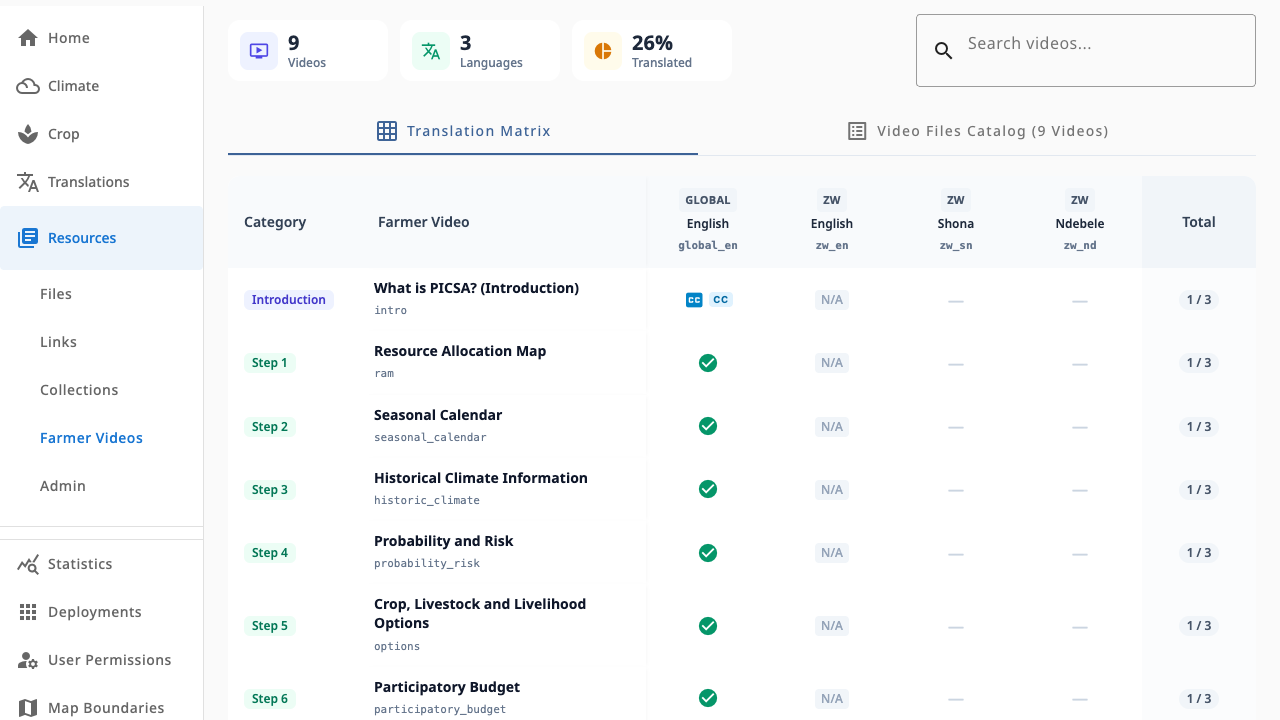 Home
Climate
Crop
Translations
Resources
Files
Links
Collections
Farmer Videos
Admin
Statistics
Deployments
User Permissions
Map Boundaries
9
Videos
3
Languages
26%
Translated
Search videos...
Translation Matrix
Video Files Catalog (9 Videos)
Category Farmer Video GLOBAL English global_en ZW English zw_en ZW Shona zw_sn ZW Ndebele zw_nd Total
Introduction What is PICSA? (Introduction) CC CC N/A — — 1 / 3
intro
Step 1 Resource Allocation Map N/A — — 1 / 3
ram
Step 2 Seasonal Calendar N/A — — 1 / 3
seasonal_calendar
Step 3 Historical Climate Information N/A — — 1 / 3
historic_climate
Step 4 Probability and Risk N/A — — 1 / 3
probability_risk
Step 5 Crop, Livestock and Livelihood
Options N/A — — 1 / 3
options
Step 6 Participatory Budget N/A — — 1 / 3
participatory_budget